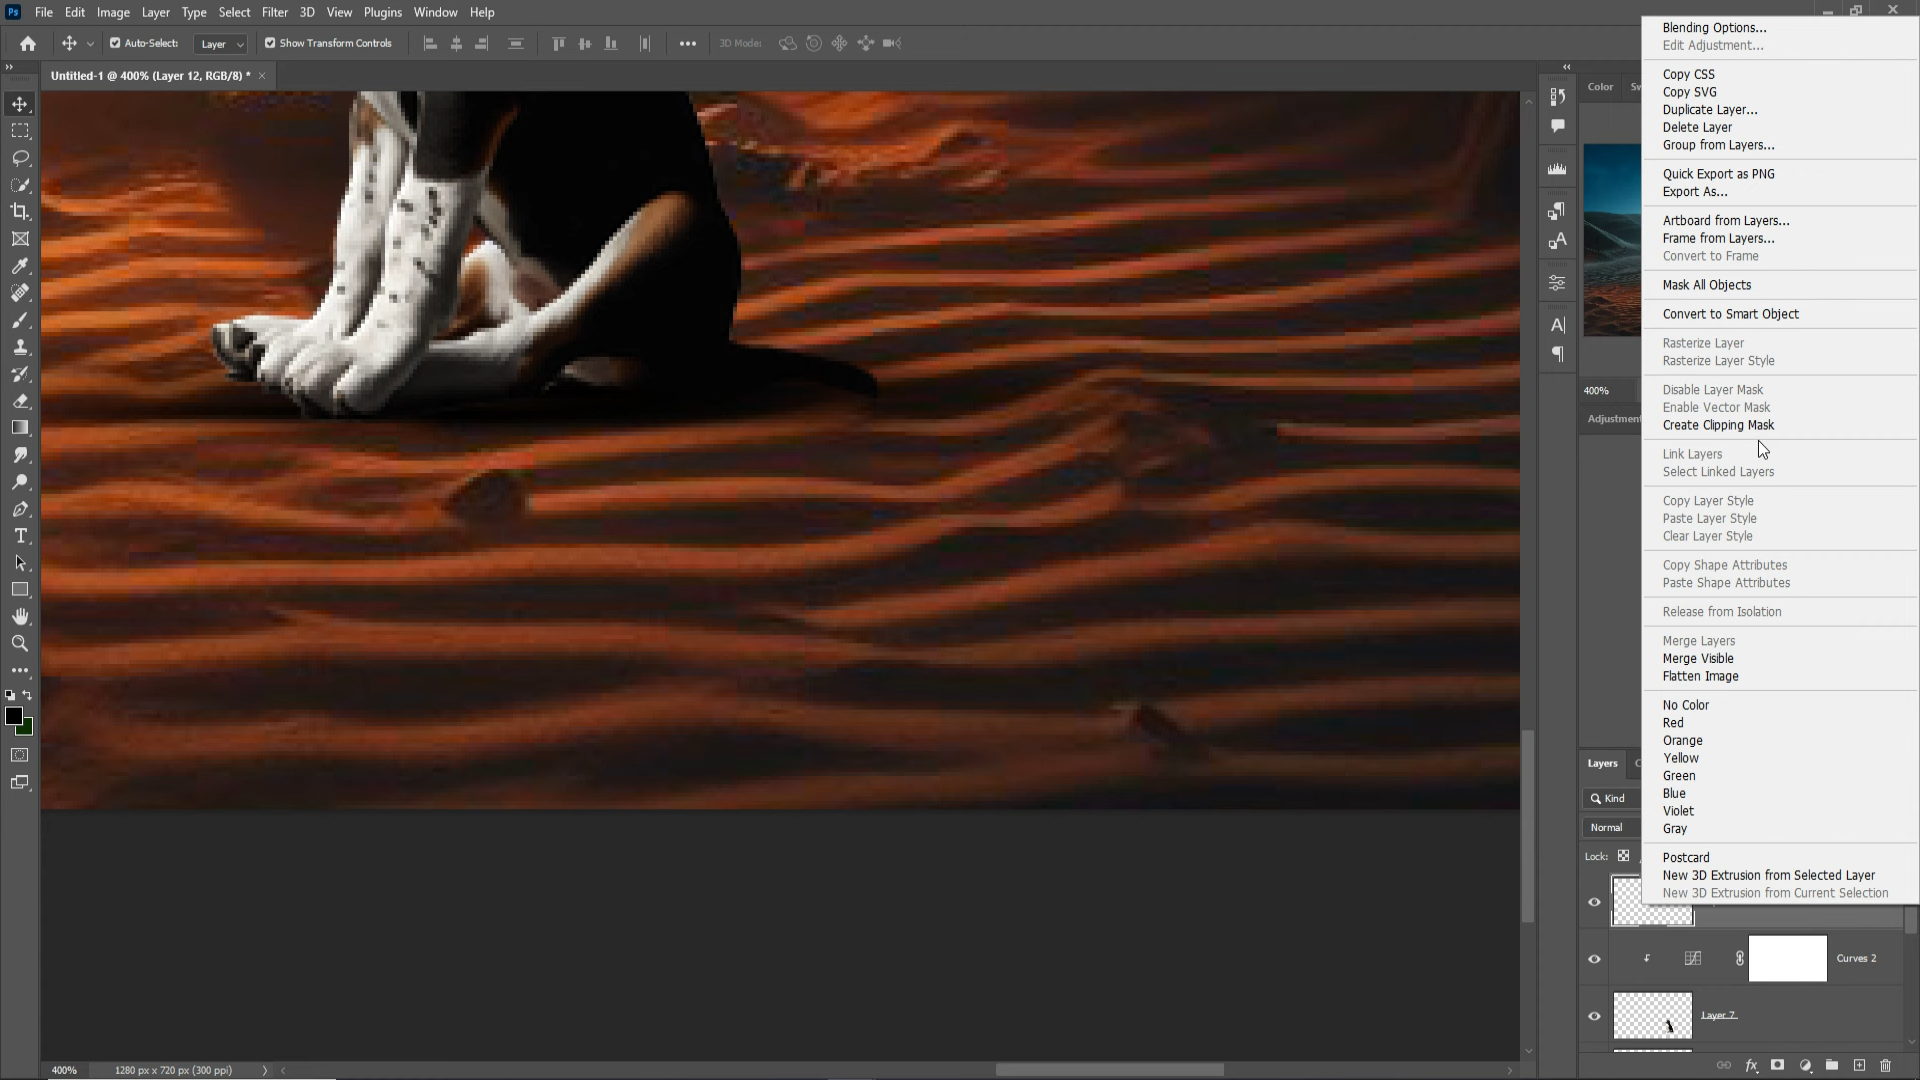 Ps File Edit Image Layer Type Select Filter 3D View Plugins Window Help
Auto-Select: Layer Show Transform Controls 3D Mode:
Untitled-1 @ 400% (Layer 12, RGB/8) *
Color
400%
Layers
Kind
Normal
Lock:
Blending Options...
Edit Adjustment...
Copy CSS
Copy SVG
Duplicate Layer...
Delete Layer
Group from Layers...
Quick Export as PNG
Export As...
Artboard from Layers...
Frame from Layers...
Convert to Frame
Mask All Objects
Convert to Smart Object
Rasterize Layer
Rasterize Layer Style
Disable Layer Mask
Enable Vector Mask
Create Clipping Mask
Link Layers
Select Linked Layers
Copy Layer Style
Paste Layer Style
Clear Layer Style
Copy Shape Attributes
Paste Shape Attributes
Release from Isolation
Merge Layers
Merge Visible
Flatten Image
No Color
Red
Orange
Yellow
Green
Blue
Violet
Gray
Postcard
New 3D Extrusion from Selected Layer
New 3D Extrusion from Current Selection
Curves 2
Layer 7
400% 1280 px x 720 px (300 ppi)